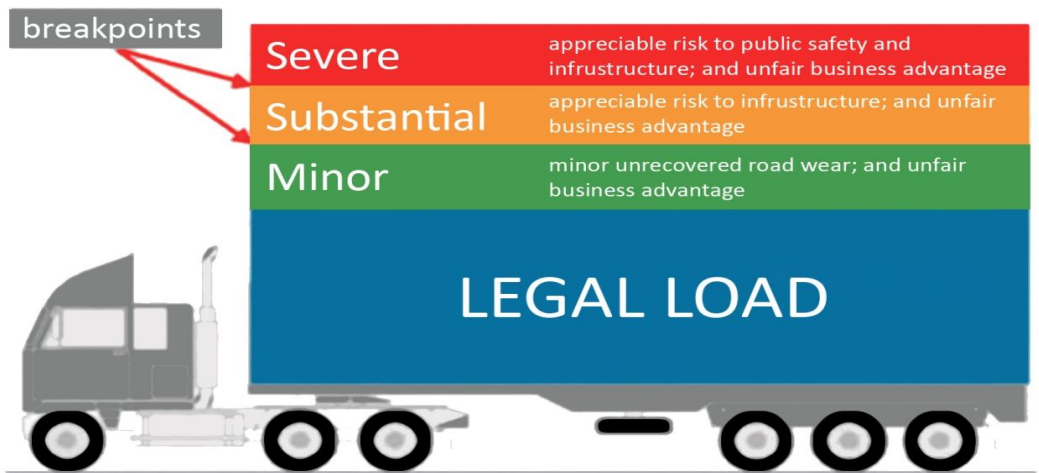 breakpoints
Severe
appreciable risk to public safety and
infrustructure; and unfair business advantage
Substantial
appreciable risk to infrustructure; and unfair
business advantage
Minor
minor unrecovered road wear; and unfair
business advantage
LEGAL LOAD